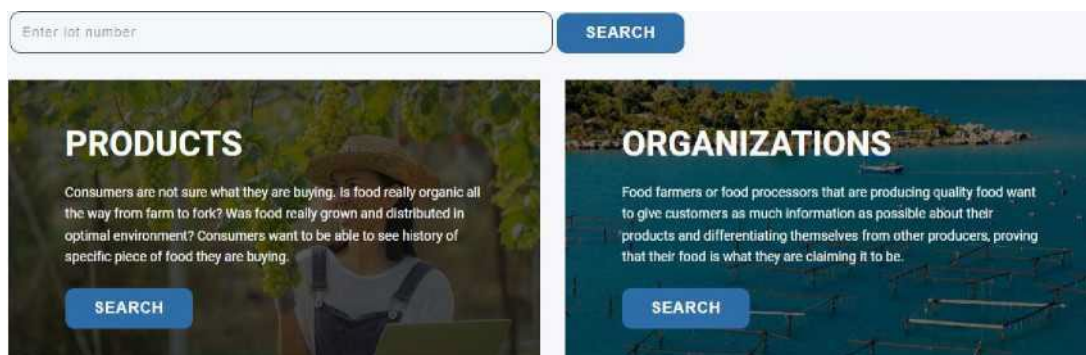 Enter lot number
SEARCH
PRODUCTS
Consumers are not sure what they are buying. Is food really organic all
the way from farm to fork? Was food really grown and distributed in
optimal environment? Consumers want to be able to see history of
specific piece of food they are buying.
SEARCH
ORGANIZATIONS
Food farmers or food processors that are producing quality food want
to give customers as much information as possible about their
products and differentiating themselves from other producers, proving
that their food is what they are claiming it to be.
SEARCH